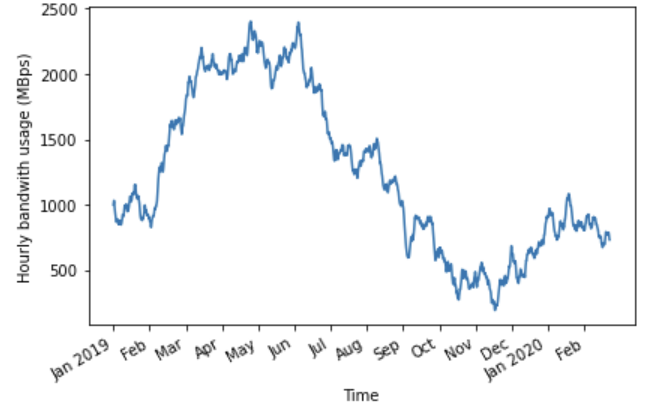 2500
2000
1500
1000
500
Hourly bandwith usage (MBps)
Jan 2019
Feb
Mar
Apr
May
Jun
Jul
Aug
Sep
Oct
Nov
Dec
Jan 2020
Feb
Time